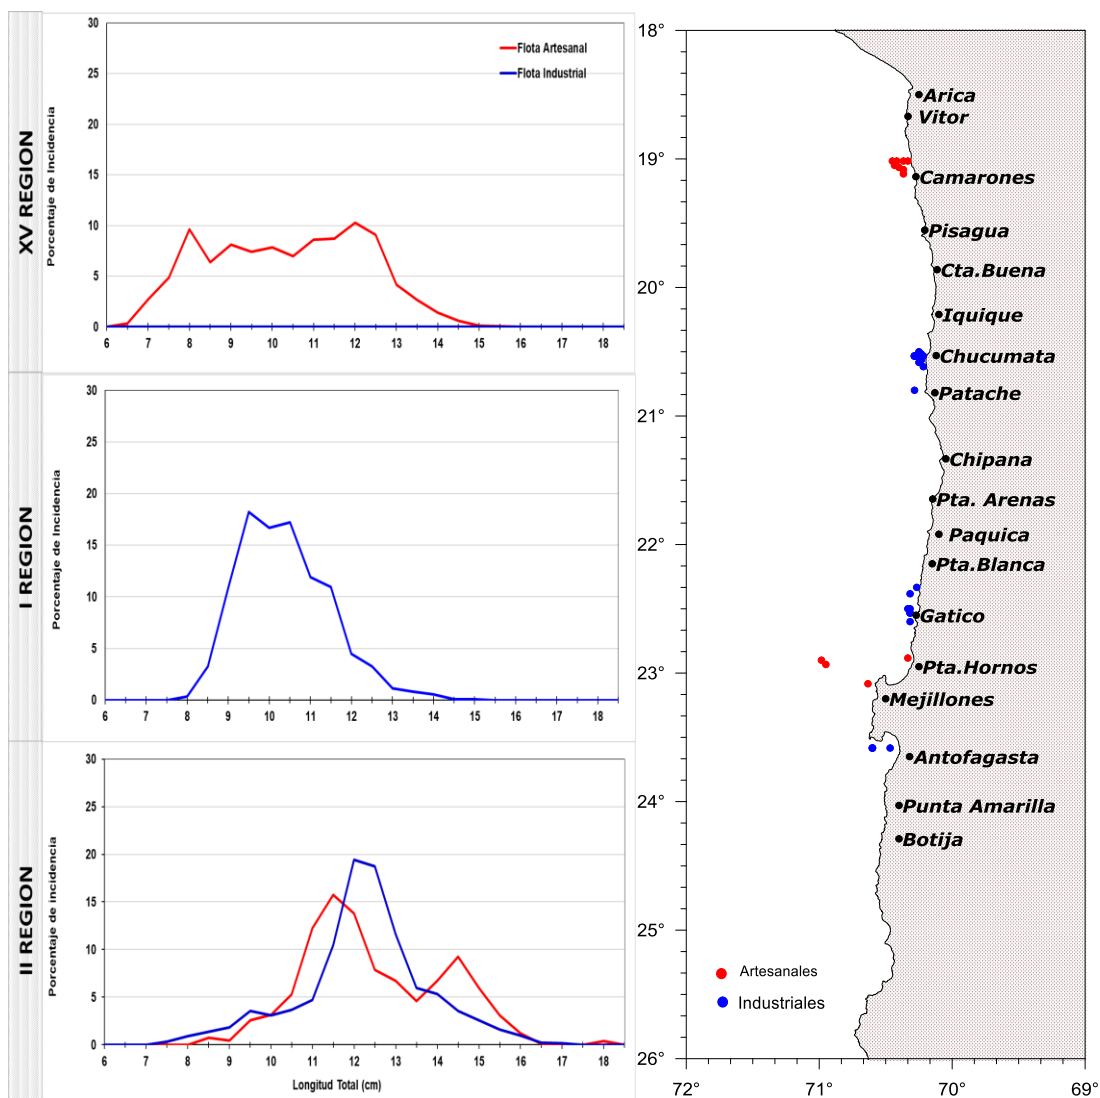 XV REGION
Porcentaje de Incidencia
30
25
20
15
10
5
0
6 7 8 9 10 11 12 13 14 15 16 17 18
Flota Artesanal
Flota Industrial
I REGION
Porcentaje de Incidencia
30
25
20
15
10
5
0
6 7 8 9 10 11 12 13 14 15 16 17 18
II REGION
Porcentaje de incidencia
30
25
20
15
10
5
0
6 7 8 9 10 11 12 13 14 15 16 17 18
Longitud Total (cm)
18°
19°
20°
21°
22°
23°
24°
25°
26°
Arica
Vitor
Camarones
Pisagua
Cta.Buena
Iquique
Chucumata
Patache
Chipana
Pta. Arenas
Paquica
Pta.Blanca
Gatico
Pta.Hornos
Mejillones
Antofagasta
Punta Amarilla
Botija
Artesanales
Industriales
72 71° 70° 69°